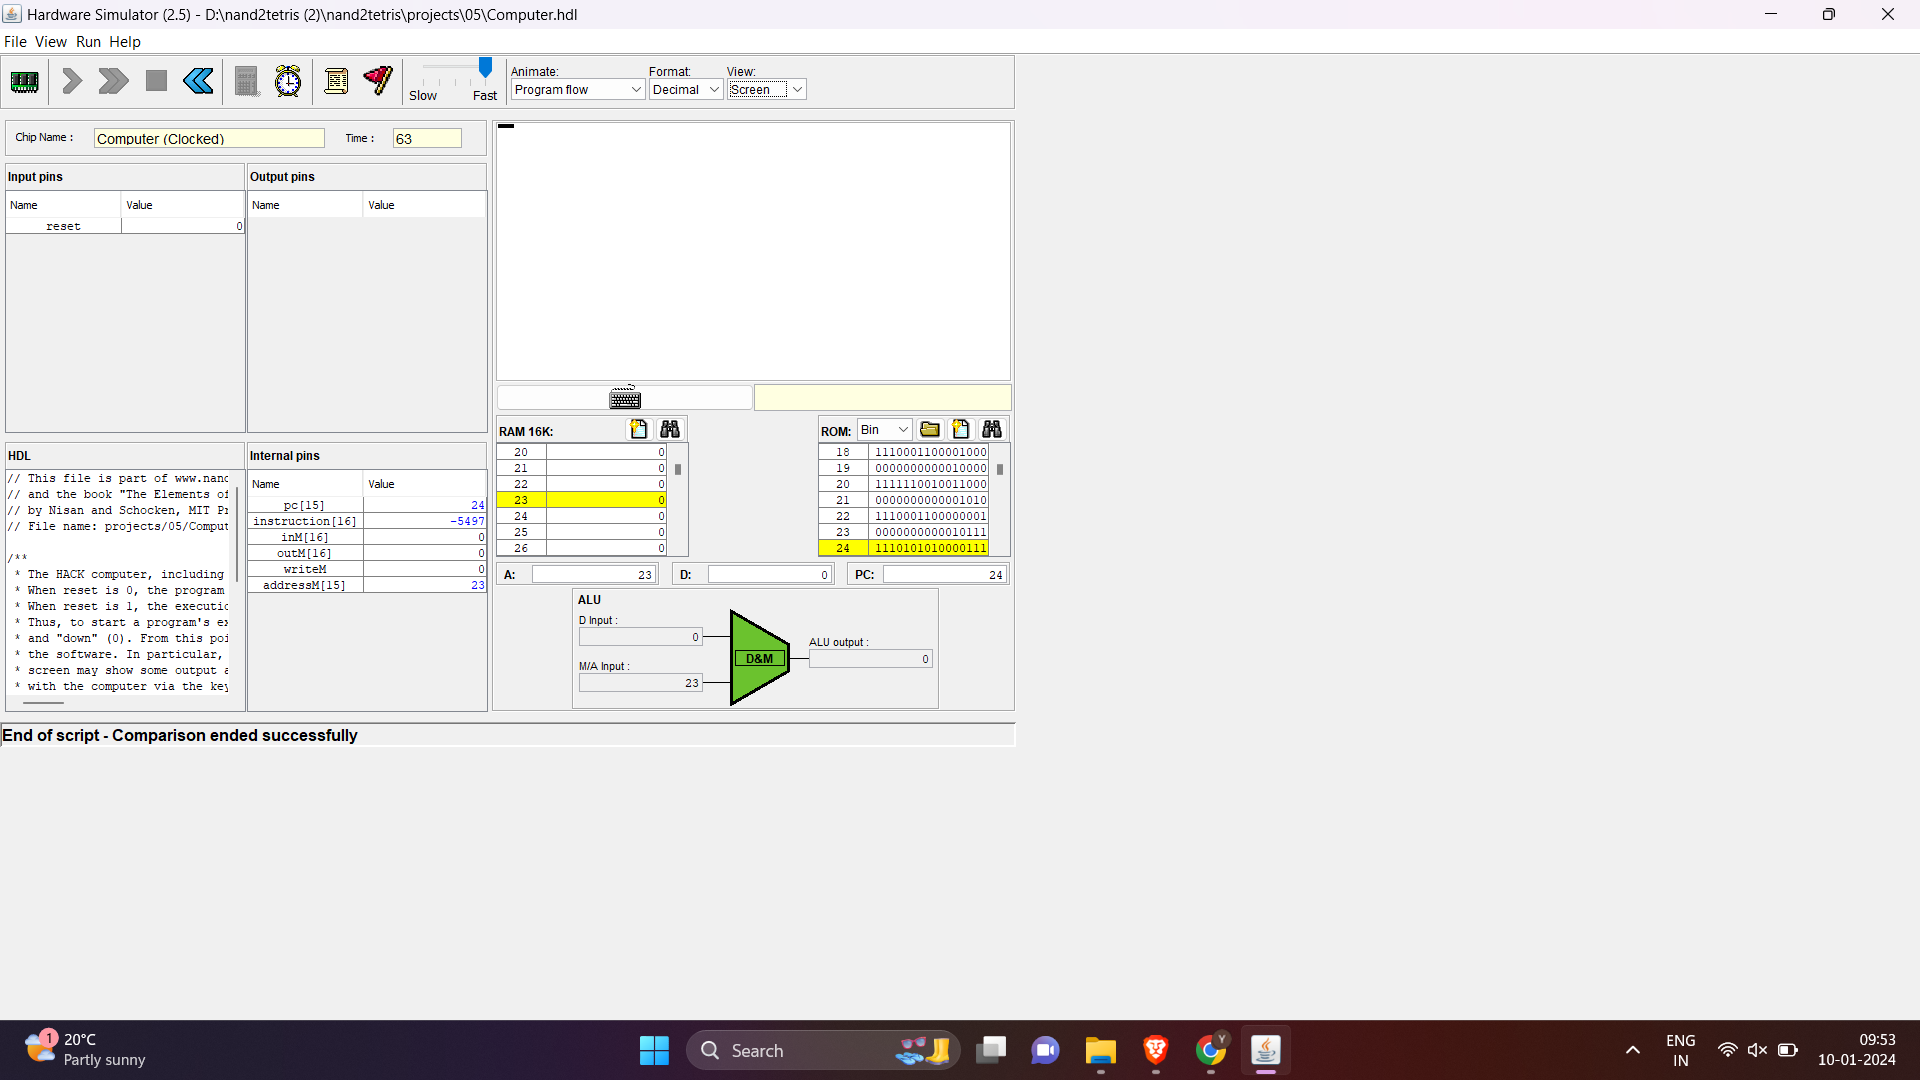 Hardware Simulator (2.5) - D:\nand2tetris (2)\nand2tetris\projects\05\Computer.hdl
File View Run Help
Slow Fast
Animate: Format: View:
Program flow Decimal Screen
Chip Name : Computer (Clocked) Time : 63
Input pins
Name Value
reset 0
Output pins
Name Value
HDL
// This file is part of www.nand
// and the book "The Elements of
// by Nisan and Schocken, MIT Pr
// File name: projects/05/Comput
/**
* The HACK computer, including
* When reset is 0, the program
* When reset is 1, the executio
* Thus, to start a program's ex
* and "down" (0). From this poi
* the software. In particular,
* screen may show some output a
* with the computer via the key
Internal pins
Name Value
pc[15] 24
instruction[16] -5497
inM[16] 0
outM[16] 0
writeM 0
addressM[15] 23
RAM 16K:
20 0
21 0
22 0
23 0
24 0
25 0
26 0
ROM: Bin
18 1110001100001000
19 0000000000010000
20 1111110010011000
21 0000000000001010
22 1110001100000001
23 0000000000010111
24 1110101010000111
A: 23 D: 0 PC: 24
ALU
D Input :
0
M/A Input :
23
D&M
ALU output :
0
End of script - Comparison ended successfully
1
20°C
Partly sunny
Search
Y
ENG
IN
09:53
10-01-2024